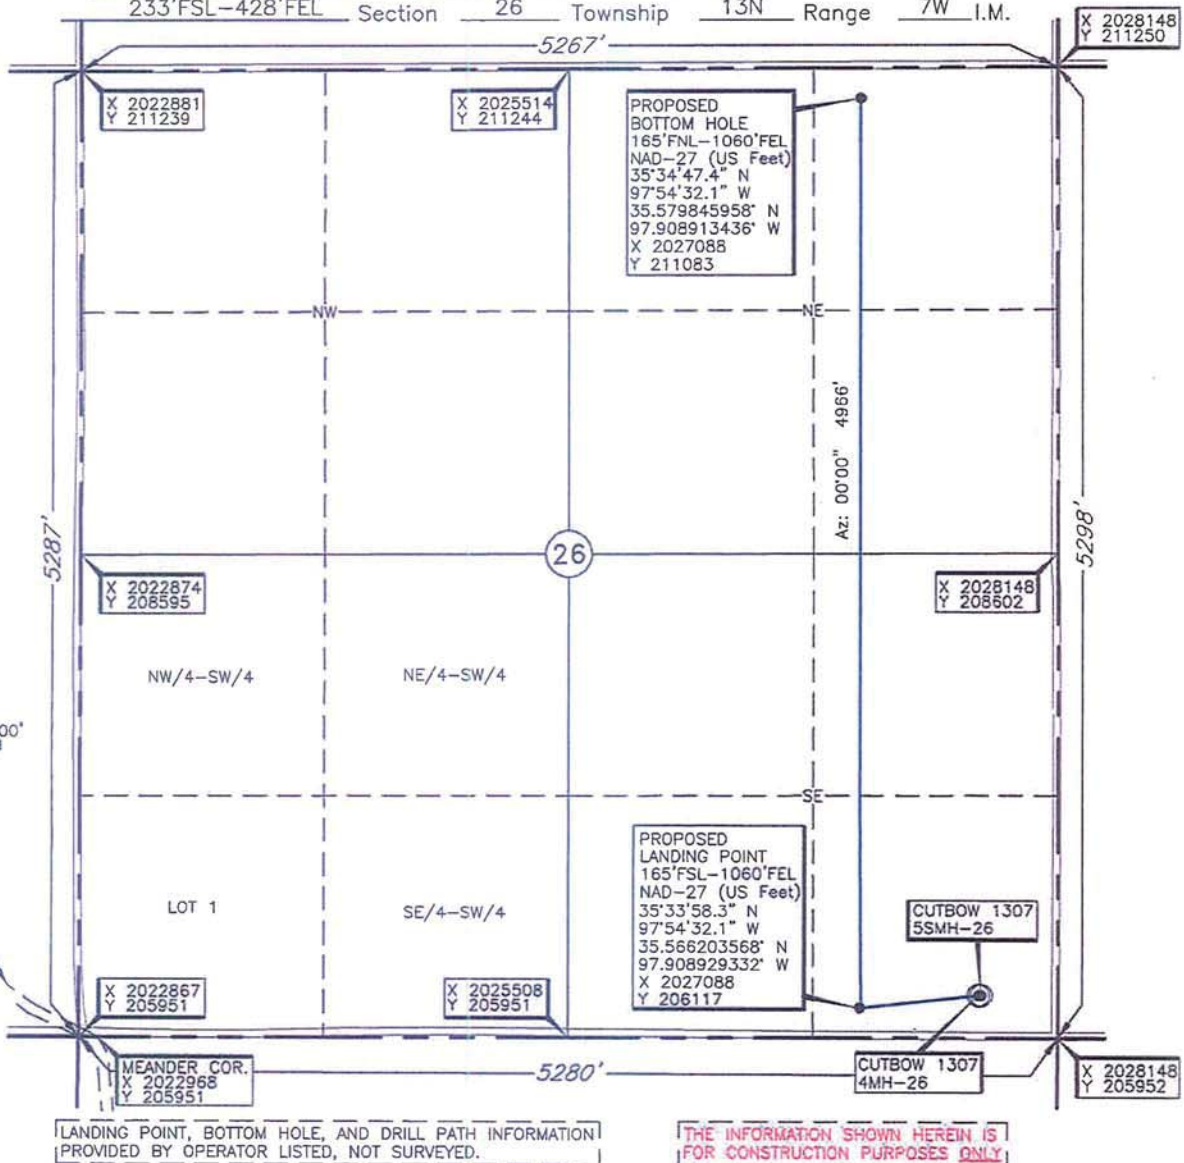 233'FSL-428'FEL Section 26 Township 13N Range 7W I.M.
X 2028148
Y 211250
5267'
X 2022881
Y 211239
X 2025514
Y 211244
PROPOSED
BOTTOM HOLE
165'FNL-1060'FEL
NAD-27 (US Feet)
35°34'47.4" N
97°54'32.1" W
35.579845958° N
97.908913436° W
X 2027088
Y 211083
NW
NE
Az: 00°00" 4966'
5287'
26
5298'
X 2022874
Y 208595
X 2028148
Y 208602
NW/4-SW/4
NE/4-SW/4
00'
SE
PROPOSED
LANDING POINT
165'FSL-1060'FEL
NAD-27 (US Feet)
35°33'58.3" N
97°54'32.1" W
35.566203568° N
97.908929332° W
X 2027088
Y 206117
LOT 1
SE/4-SW/4
CUTBOW 1307
5SMH-26
X 2022867
Y 205951
X 2025508
Y 205951
MEANDER COR.
X 2022968
Y 205951
5280'
CUTBOW 1307
4MH-26
X 2028148
Y 205952
LANDING POINT, BOTTOM HOLE, AND DRILL PATH INFORMATION
PROVIDED BY OPERATOR LISTED, NOT SURVEYED.
THE INFORMATION SHOWN HEREIN IS
FOR CONSTRUCTION PURPOSES ONLY